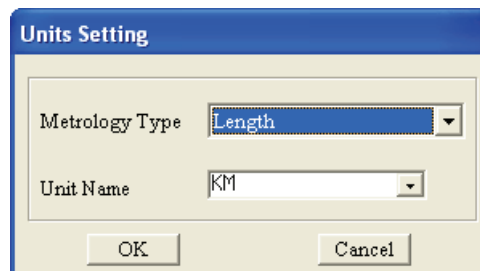 Units Setting
Metrology Type Length
Unit Name KM
OK Cancel